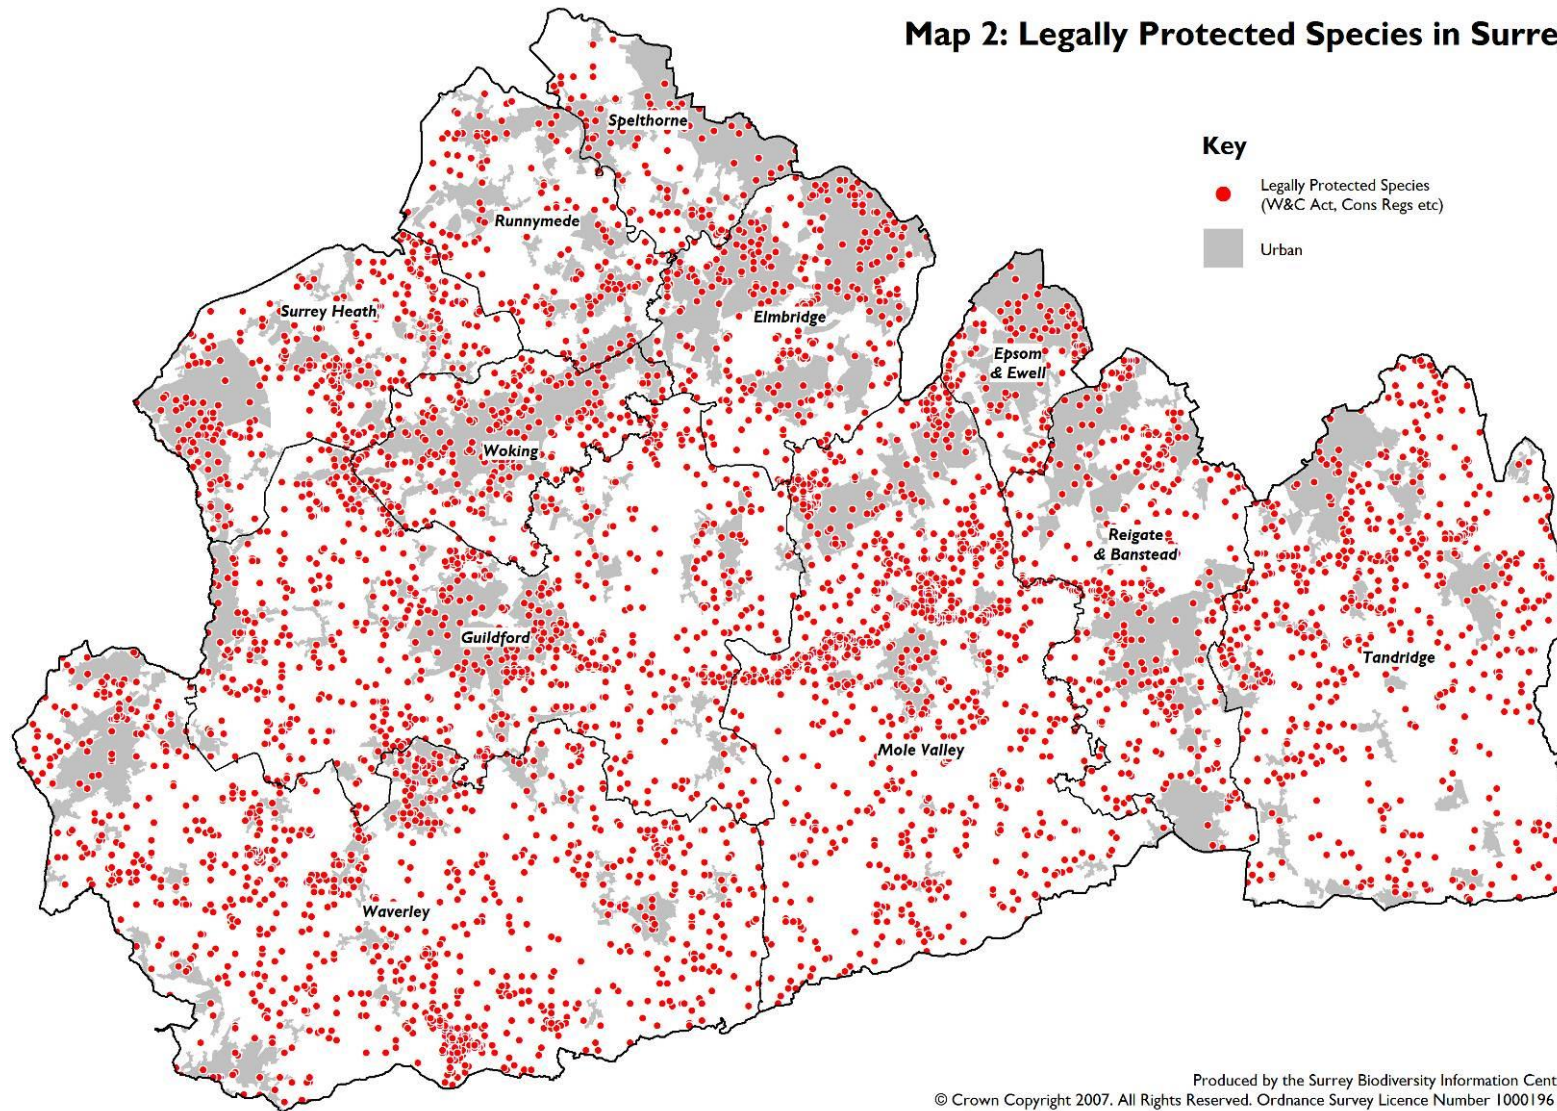 Map 2: Legally Protected Species in Surre
Key
Legally Protected Species
(W&C Act, Cons Regs etc)
Urban
Spelthorne
Runnymede
Surrey Heath
Elmbridge
Epsom
& Ewell
Woking
Reigate
& Banstead
Guildford
Tandridge
Mole Valley
Waverley
Produced by the Surrey Biodiversity Information Cent
© Crown Copyright 2007. All Rights Reserved. Ordnance Survey Licence Number 1000196